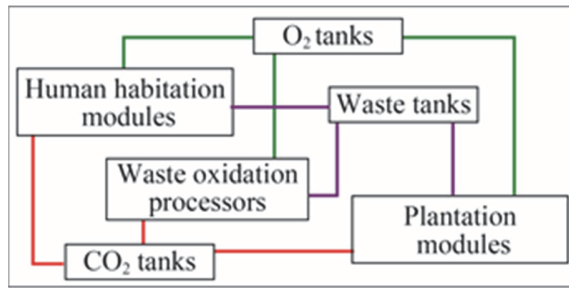 O₂ tanks
Human habitation
modules
Waste tanks
Waste oxidation
processors
Plantation
modules
CO₂ tanks